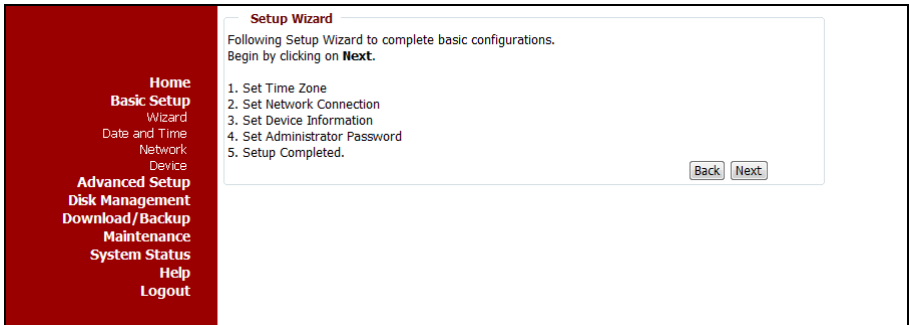 Home
Basic Setup
Wizard
Date and Time
Network
Device
Advanced Setup
Disk Management
Download/Backup
Maintenance
System Status
Help
Logout
Setup Wizard
Following Setup Wizard to complete basic configurations.
Begin by clicking on Next.
1. Set Time Zone
2. Set Network Connection
3. Set Device Information
4. Set Administrator Password
5. Setup Completed.
Back Next